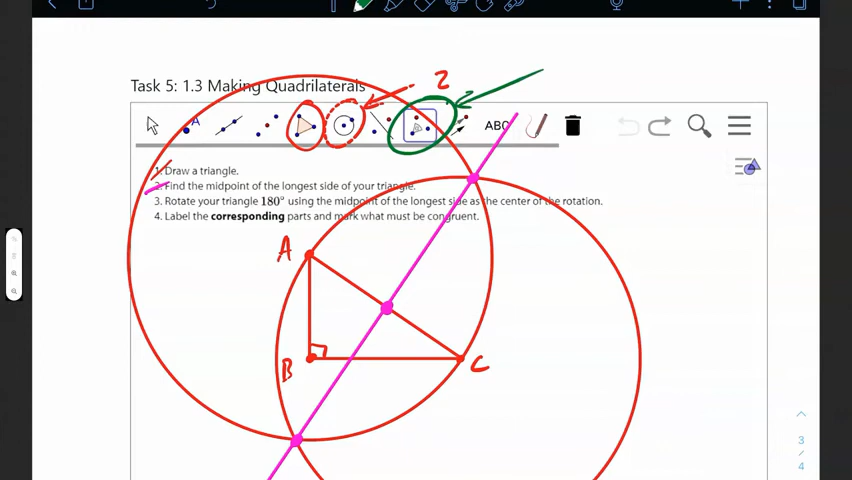 Task 5: 1.3 Making Quadrilaterals
2
A
ABC
1. Draw a triangle.
2. Find the midpoint of the longest side of your triangle.
3. Rotate your triangle 180° using the midpoint of the longest side as the center of the rotation.
4. Label the corresponding parts and mark what must be congruent.
A
B
C
3
/
4